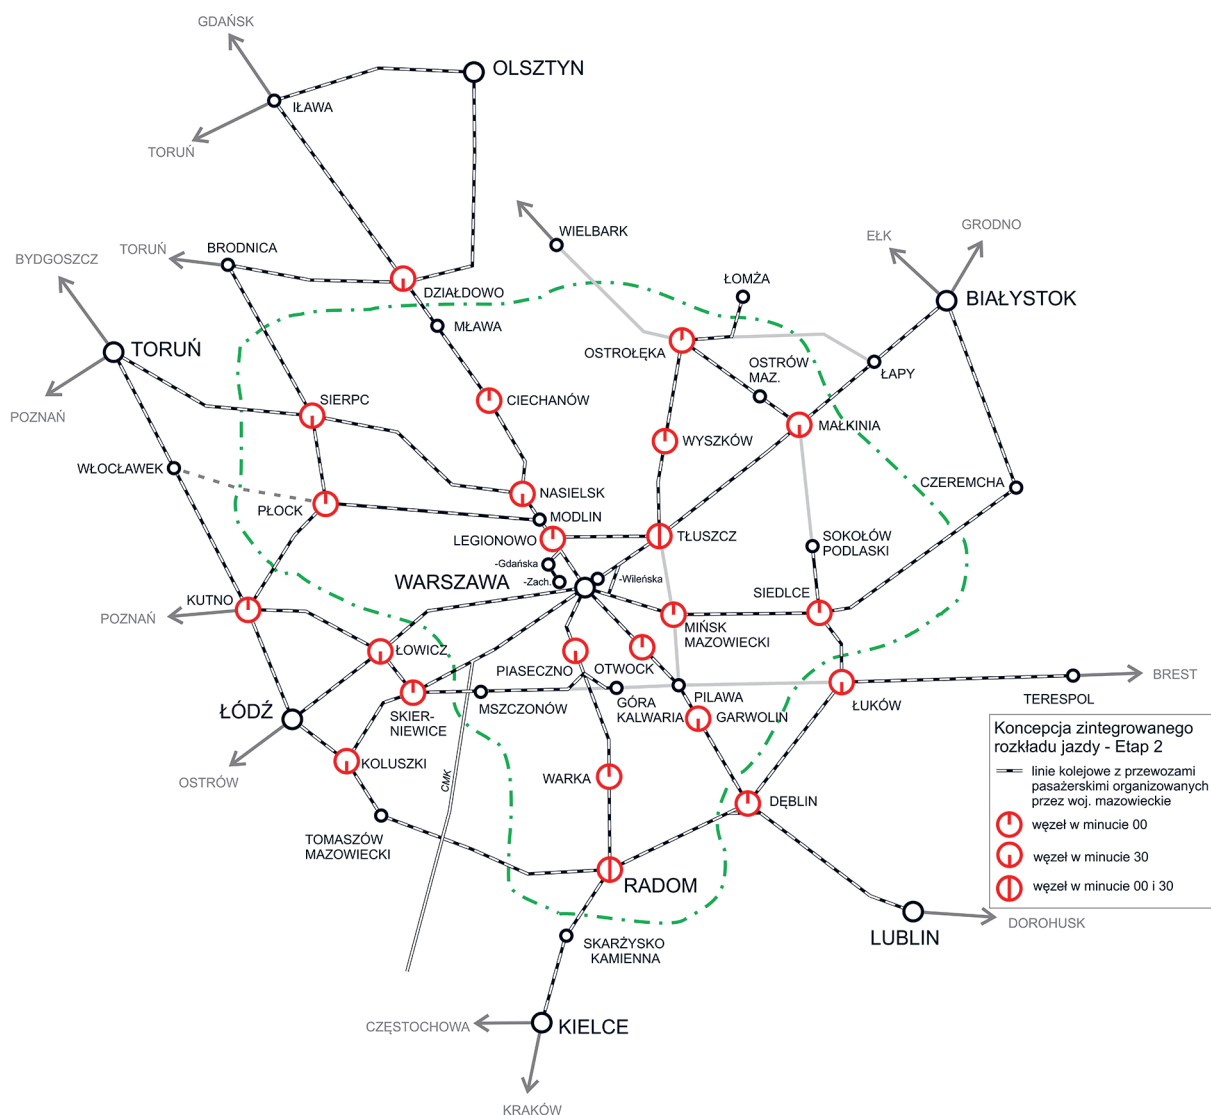 GDAŃSK
OLSZTYN
IŁAWA
TORUŃ
WIELBARK
GRODNO
EŁK
BRODNICA
TORUŃ
BYDGOSZCZ
ŁOMŻA
DZIAŁDOWO
BIAŁYSTOK
MŁAWA
TORUŃ
OSTROŁĘKA
OSTRÓW
MAZ.
ŁAPY
SIERPC
CIECHANÓW
POZNAŃ
MAŁKINIA
WYSZKÓW
WŁOCŁAWEK
CZEREMCHA
NASIELSK
PŁOCK
MODLIN
LEGIONOWO
TŁUSZCZ
SOKOŁÓW
PODLASKI
-Gdańska
-Zach.
-Wileńska
WARSZAWA
SIEDLCE
KUTNO
POZNAŃ
MIŃSK
MAZOWIECKI
ŁOWICZ
PIASECZNO
OTWOCK
BREST
TERESPOL
PILAWA
ŁUKÓW
MSZCZONÓW
GÓRA
KALWARIA
GARWOLIN
ŁÓDŹ
SKIER-
NIEWICE
KOLUSZKI
OSTRÓW
CMK
WARKA
DĘBLIN
TOMASZÓW
MAZOWIECKI
RADOM
LUBLIN
DOROHUSK
SKARŻYSKO
KAMIENNA
CZĘSTOCHOWA
KIELCE
KRAKÓW
Koncepcja zintegrowanego
rozkładu jazdy - Etap 2
linie kolejowe z przewozami
pasażerskimi organizowanych
przez woj. mazowieckie
węzeł w minucie 00
węzeł w minucie 30
węzeł w minucie 00 i 30